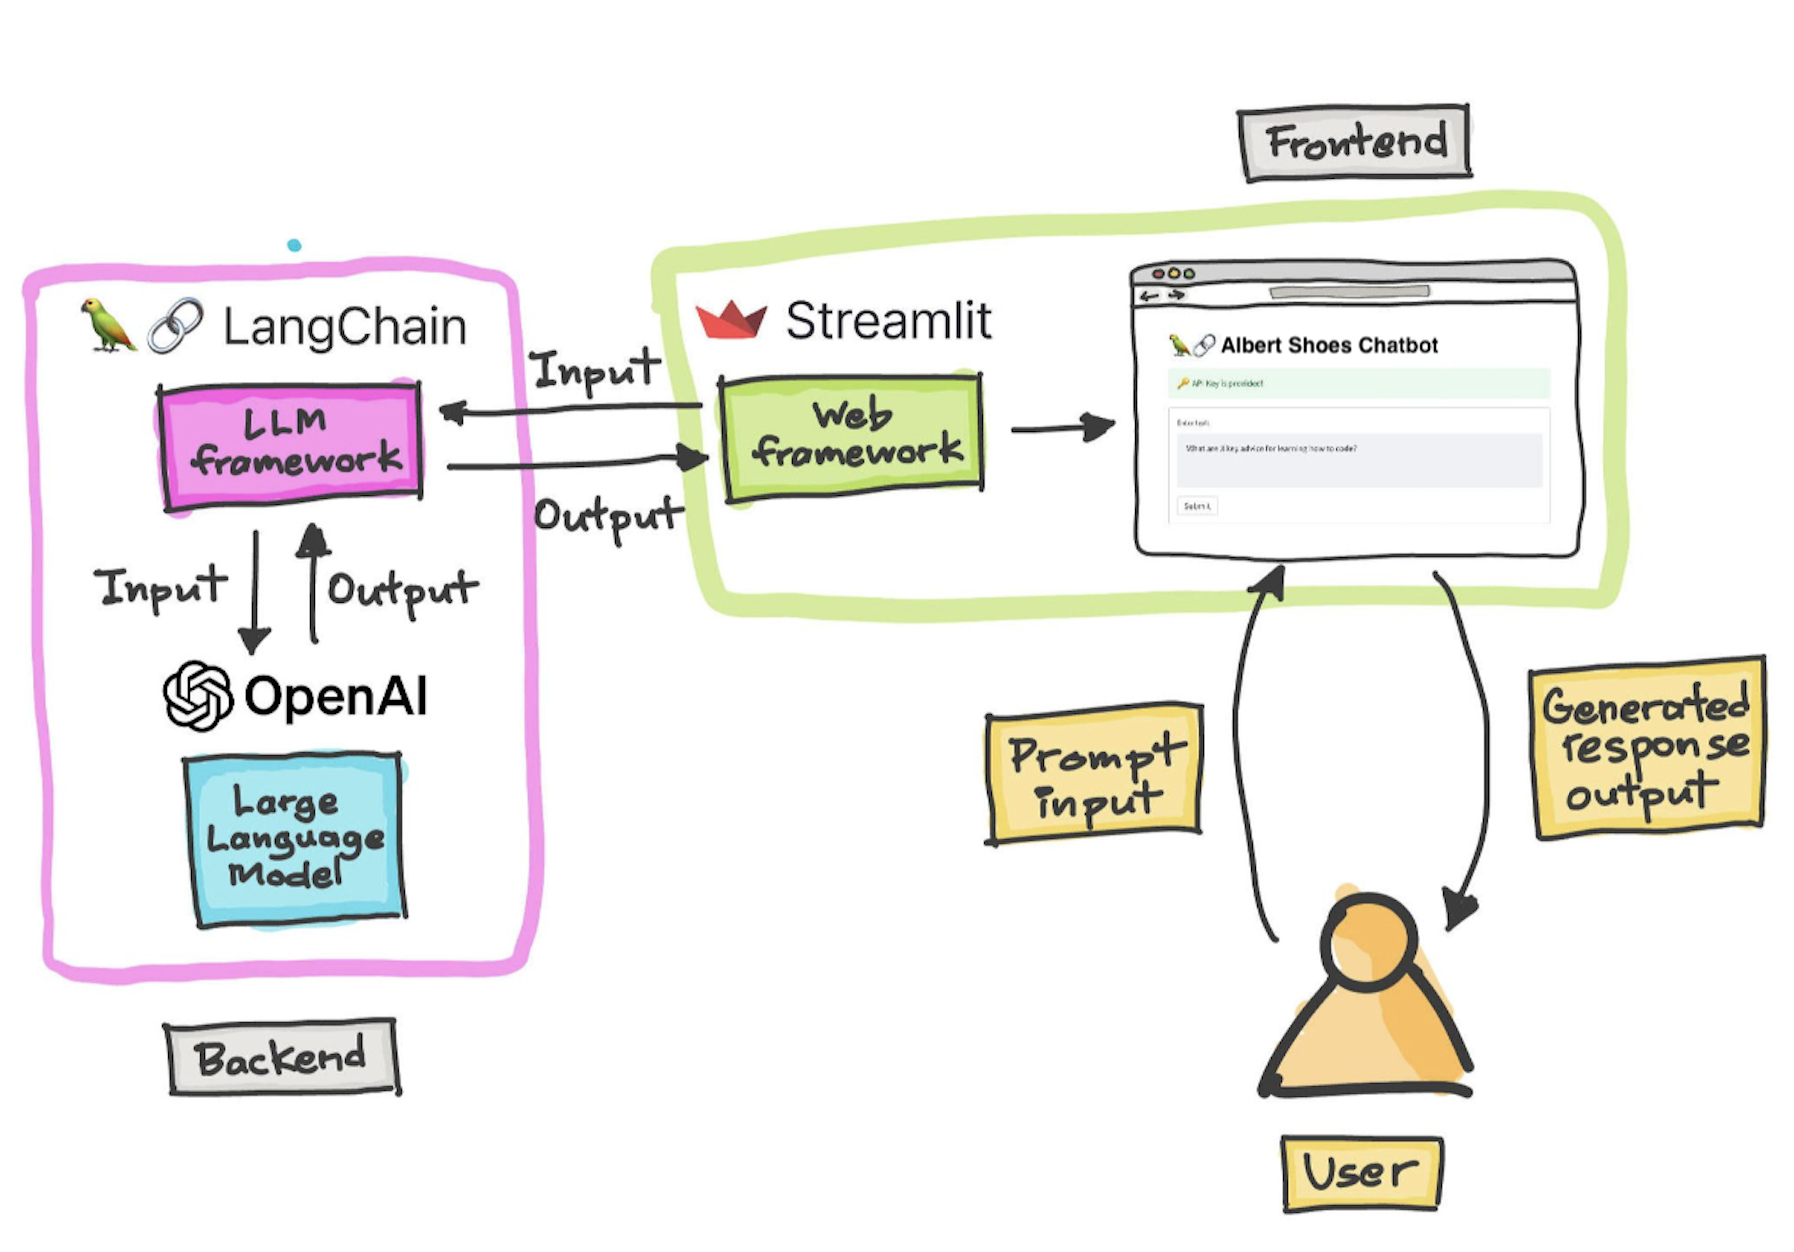 Frontend
LangChain
LLM
framework
Input
Output
Input
Output
OpenAI
Large
Language
Model
Backend
Streamlit
Web
framework
Albert Shoes Chatbot
API Key is provided!
Enter text:
What are 3 key advice for learning how to code?
Submit
Prompt
input
Generated
response
output
User